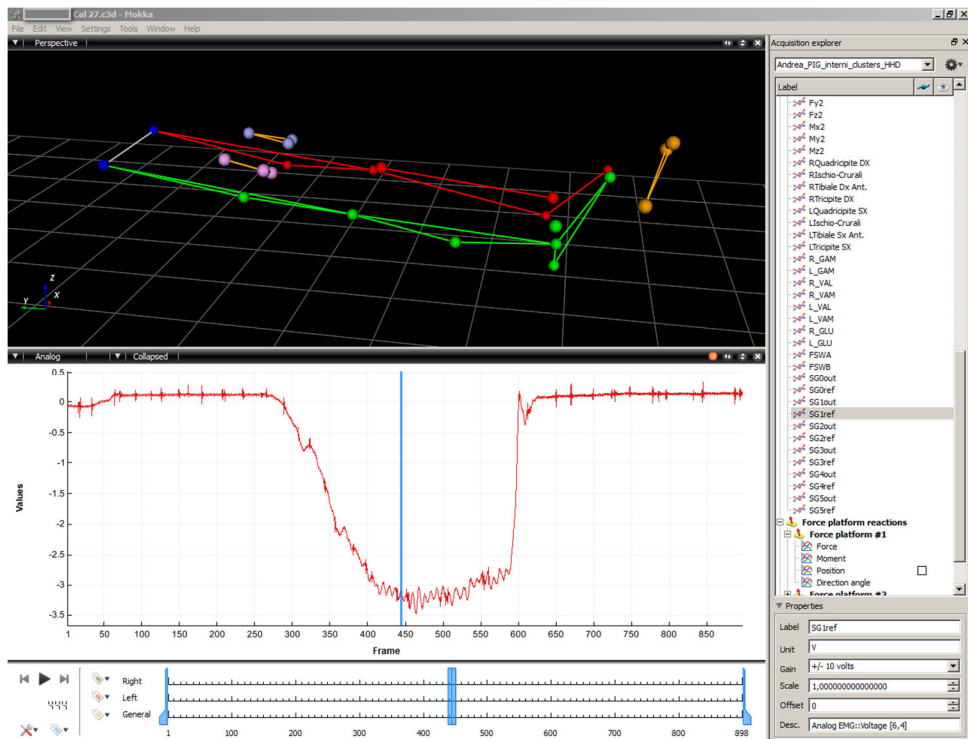 Cal 27.c3d - Mokka
File Edit View Settings Tools Window Help
Perspective
Z
X
Y
Analog Collapsed
0.5
0
-0.5
-1
-1.5
-2
-2.5
-3
-3.5
Values
1 50 100 150 200 250 300 350 400 450 500 550 600 650 700 750 800 850
Frame
Right
Left
General
1 100 200 300 400 500 600 700 800 898
Acquisition explorer
Andrea_PIG_interni_clusters_HHD
Label
Fy2
Fz2
Mx2
My2
Mz2
RQuadricipite DX
RIschio-Crurali
RTibiale Dx Ant.
RTricipite DX
LQuadricipite SX
LIschio-Crurali
LTibiale Sx Ant.
LTricipite SX
R_GAM
L_GAM
R_VAL
R_VAM
L_VAL
L_VAM
R_GLU
L_GLU
FSWA
FSWB
SG0out
SG0ref
SG1out
SG1ref
SG2out
SG2ref
SG3out
SG3ref
SG4out
SG4ref
SG5out
SG5ref
Force platform reactions
Force platform #1
Force
Moment
Position
Direction angle
Force platform #2
Properties
Label SG1ref
Unit V
Gain +/- 10 volts
Scale 1,000000000000000
Offset 0
Desc. Analog EMG::Voltage [6,4]